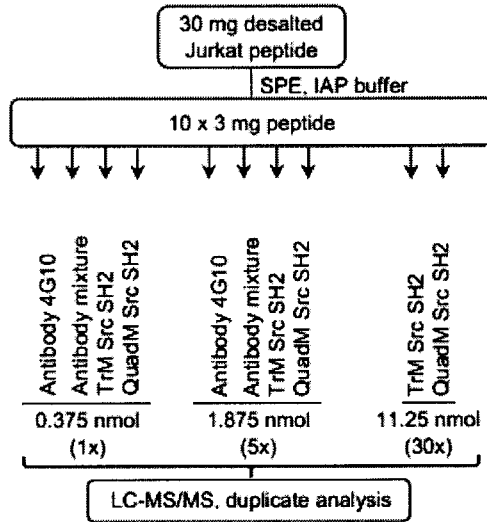 30 mg desalted
Jurkat peptide
SPE, IAP buffer
10 x 3 mg peptide
Antibody 4G10
Antibody mixture
TrM Src SH2
QuadM Src SH2
Antibody 4G10
Antibody mixture
TrM Src SH2
QuadM Src SH2
TrM Src SH2
QuadM Src SH2
0.375 nmol
(1x)
1.875 nmol
(5x)
11.25 nmol
(30x)
LC-MS/MS, duplicate analysis